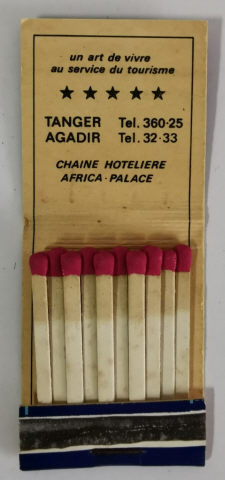 un art de vivre
au service du tourisme
★ ★ ★ ★ ★
TANGER Tel. 360·25
AGADIR Tel. 32·33
CHAINE HOTELIERE
AFRICA·PALACE